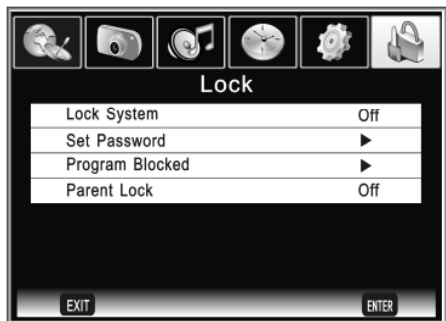 Lock
Lock System Off
Set Password ▶
Program Blocked ▶
Parent Lock Off
EXIT ENTER